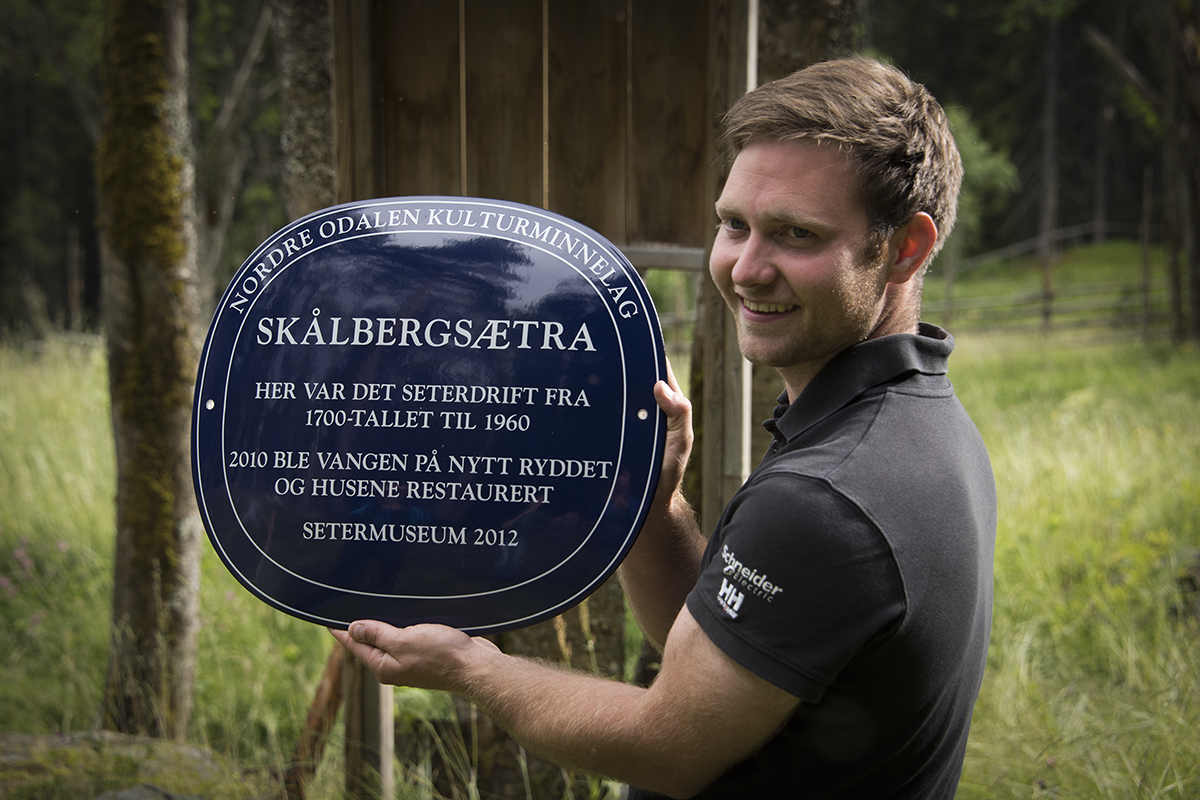 NORDRE ODALEN KULTURMINNELAG
SKÅLBERGSÆTRA
HER VAR DET SETERDRIFT FRA
1700-TALLET TIL 1960
2010 BLE VANGEN PÅ NYTT RYDDET
OG HUSENE RESTAURERT
SETERMUSEUM 2012
Schneider
Electric
HH